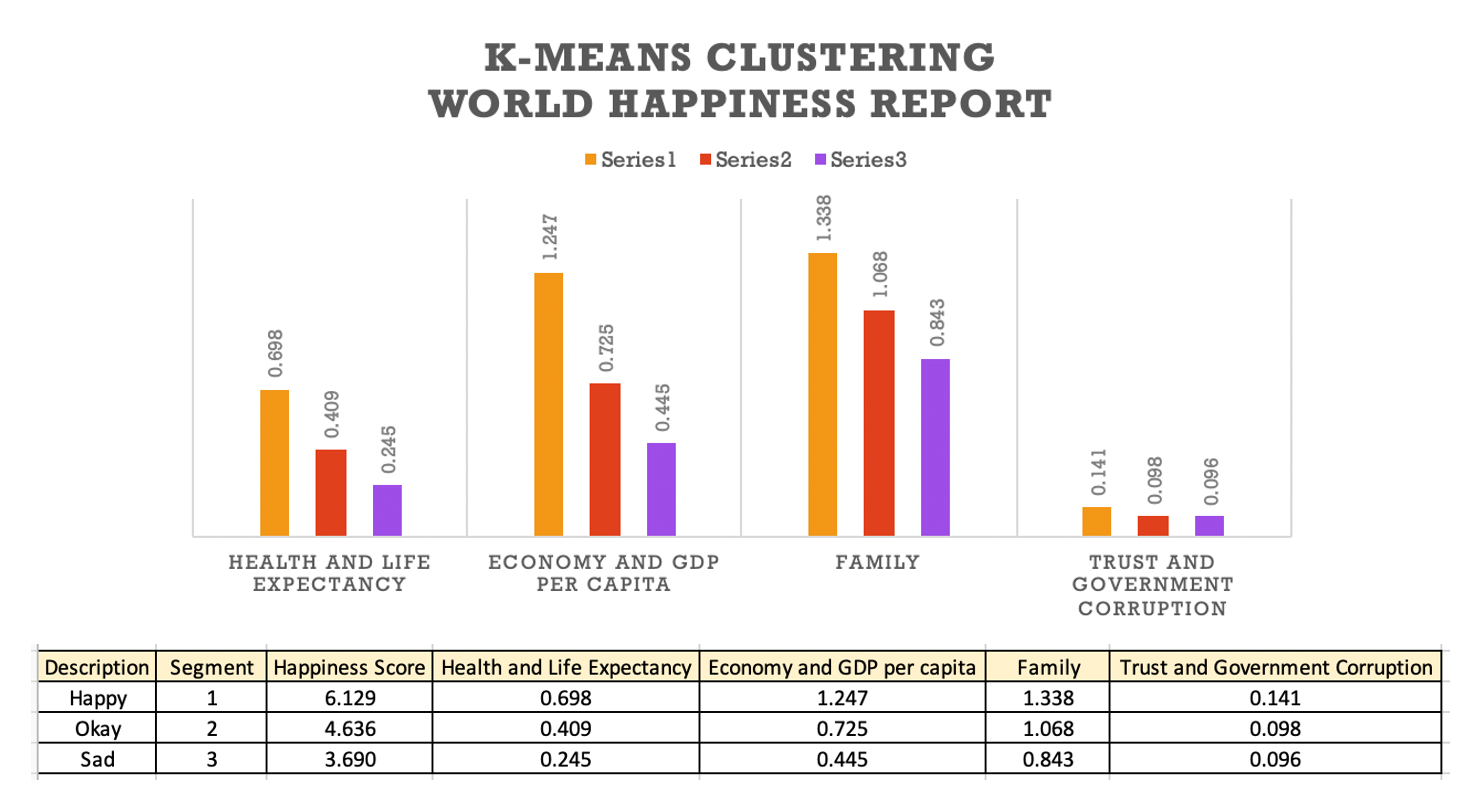 K-MEANS CLUSTERING
WORLD HAPPINESS REPORT
Series1 Series2 Series3
0.698
0.409
0.245
1.247
0.725
0.445
1.338
1.068
0.843
0.141
0.098
0.096
HEALTH AND LIFE
EXPECTANCY
ECONOMY AND GDP
PER CAPITA
FAMILY
TRUST AND
GOVERNMENT
CORRUPTION
Description Segment Happiness Score Health and Life Expectancy Economy and GDP per capita Family Trust and Government Corruption
Happy 1 6.129 0.698 1.247 1.338 0.141
Okay 2 4.636 0.409 0.725 1.068 0.098
Sad 3 3.690 0.245 0.445 0.843 0.096